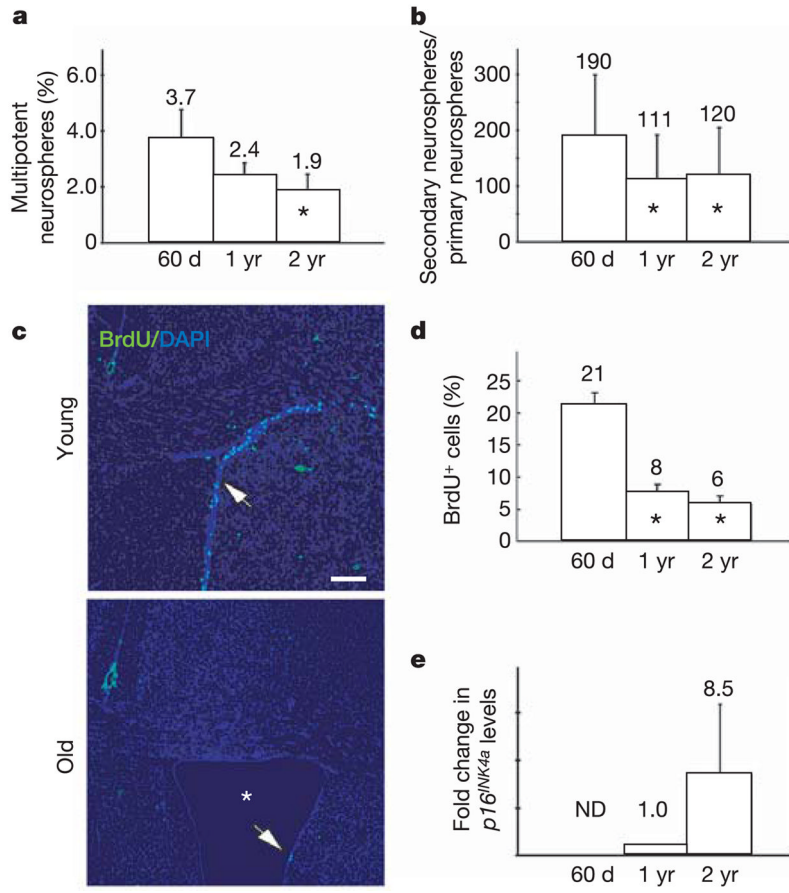 a
Multipotent
neurospheres (%)
6.0
4.0
2.0
0
3.7
2.4
1.9
*
60 d 1 yr 2 yr
b
Secondary neurospheres/
primary neurospheres
300
200
100
0
190
111
120
* *
60 d 1 yr 2 yr
c
BrdU/DAPI
Young
Old
*
d
BrdU+ cells (%)
25
20
15
10
5
0
21
8
6
* *
60 d 1 yr 2 yr
e
Fold change in
p16INK4a levels
ND
1.0
8.5
60 d 1 yr 2 yr